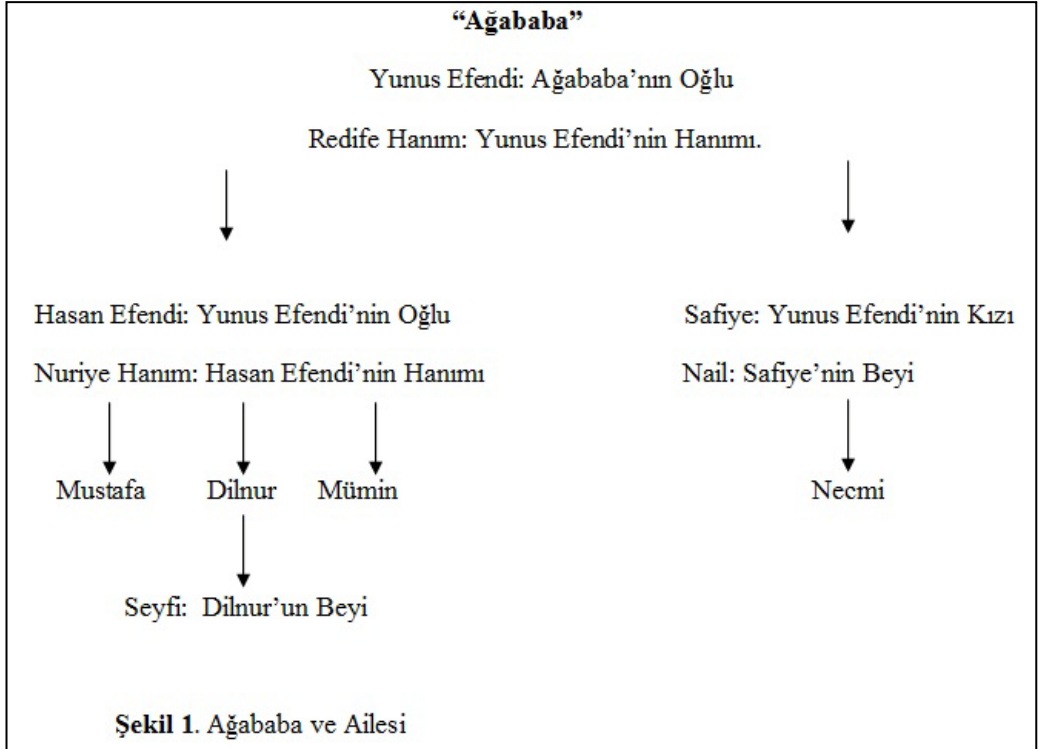 “Ağababa”
Yunus Efendi: Ağababa’nın Oğlu
Redife Hanım: Yunus Efendi’nin Hanımı.
Hasan Efendi: Yunus Efendi’nin Oğlu
Safiye: Yunus Efendi’nin Kızı
Nuriye Hanım: Hasan Efendi’nin Hanımı
Nail: Safiye’nin Beyi
Mustafa Dilnur Mümin
Necmi
Seyfi: Dilnur’un Beyi
Şekil 1. Ağababa ve Ailesi